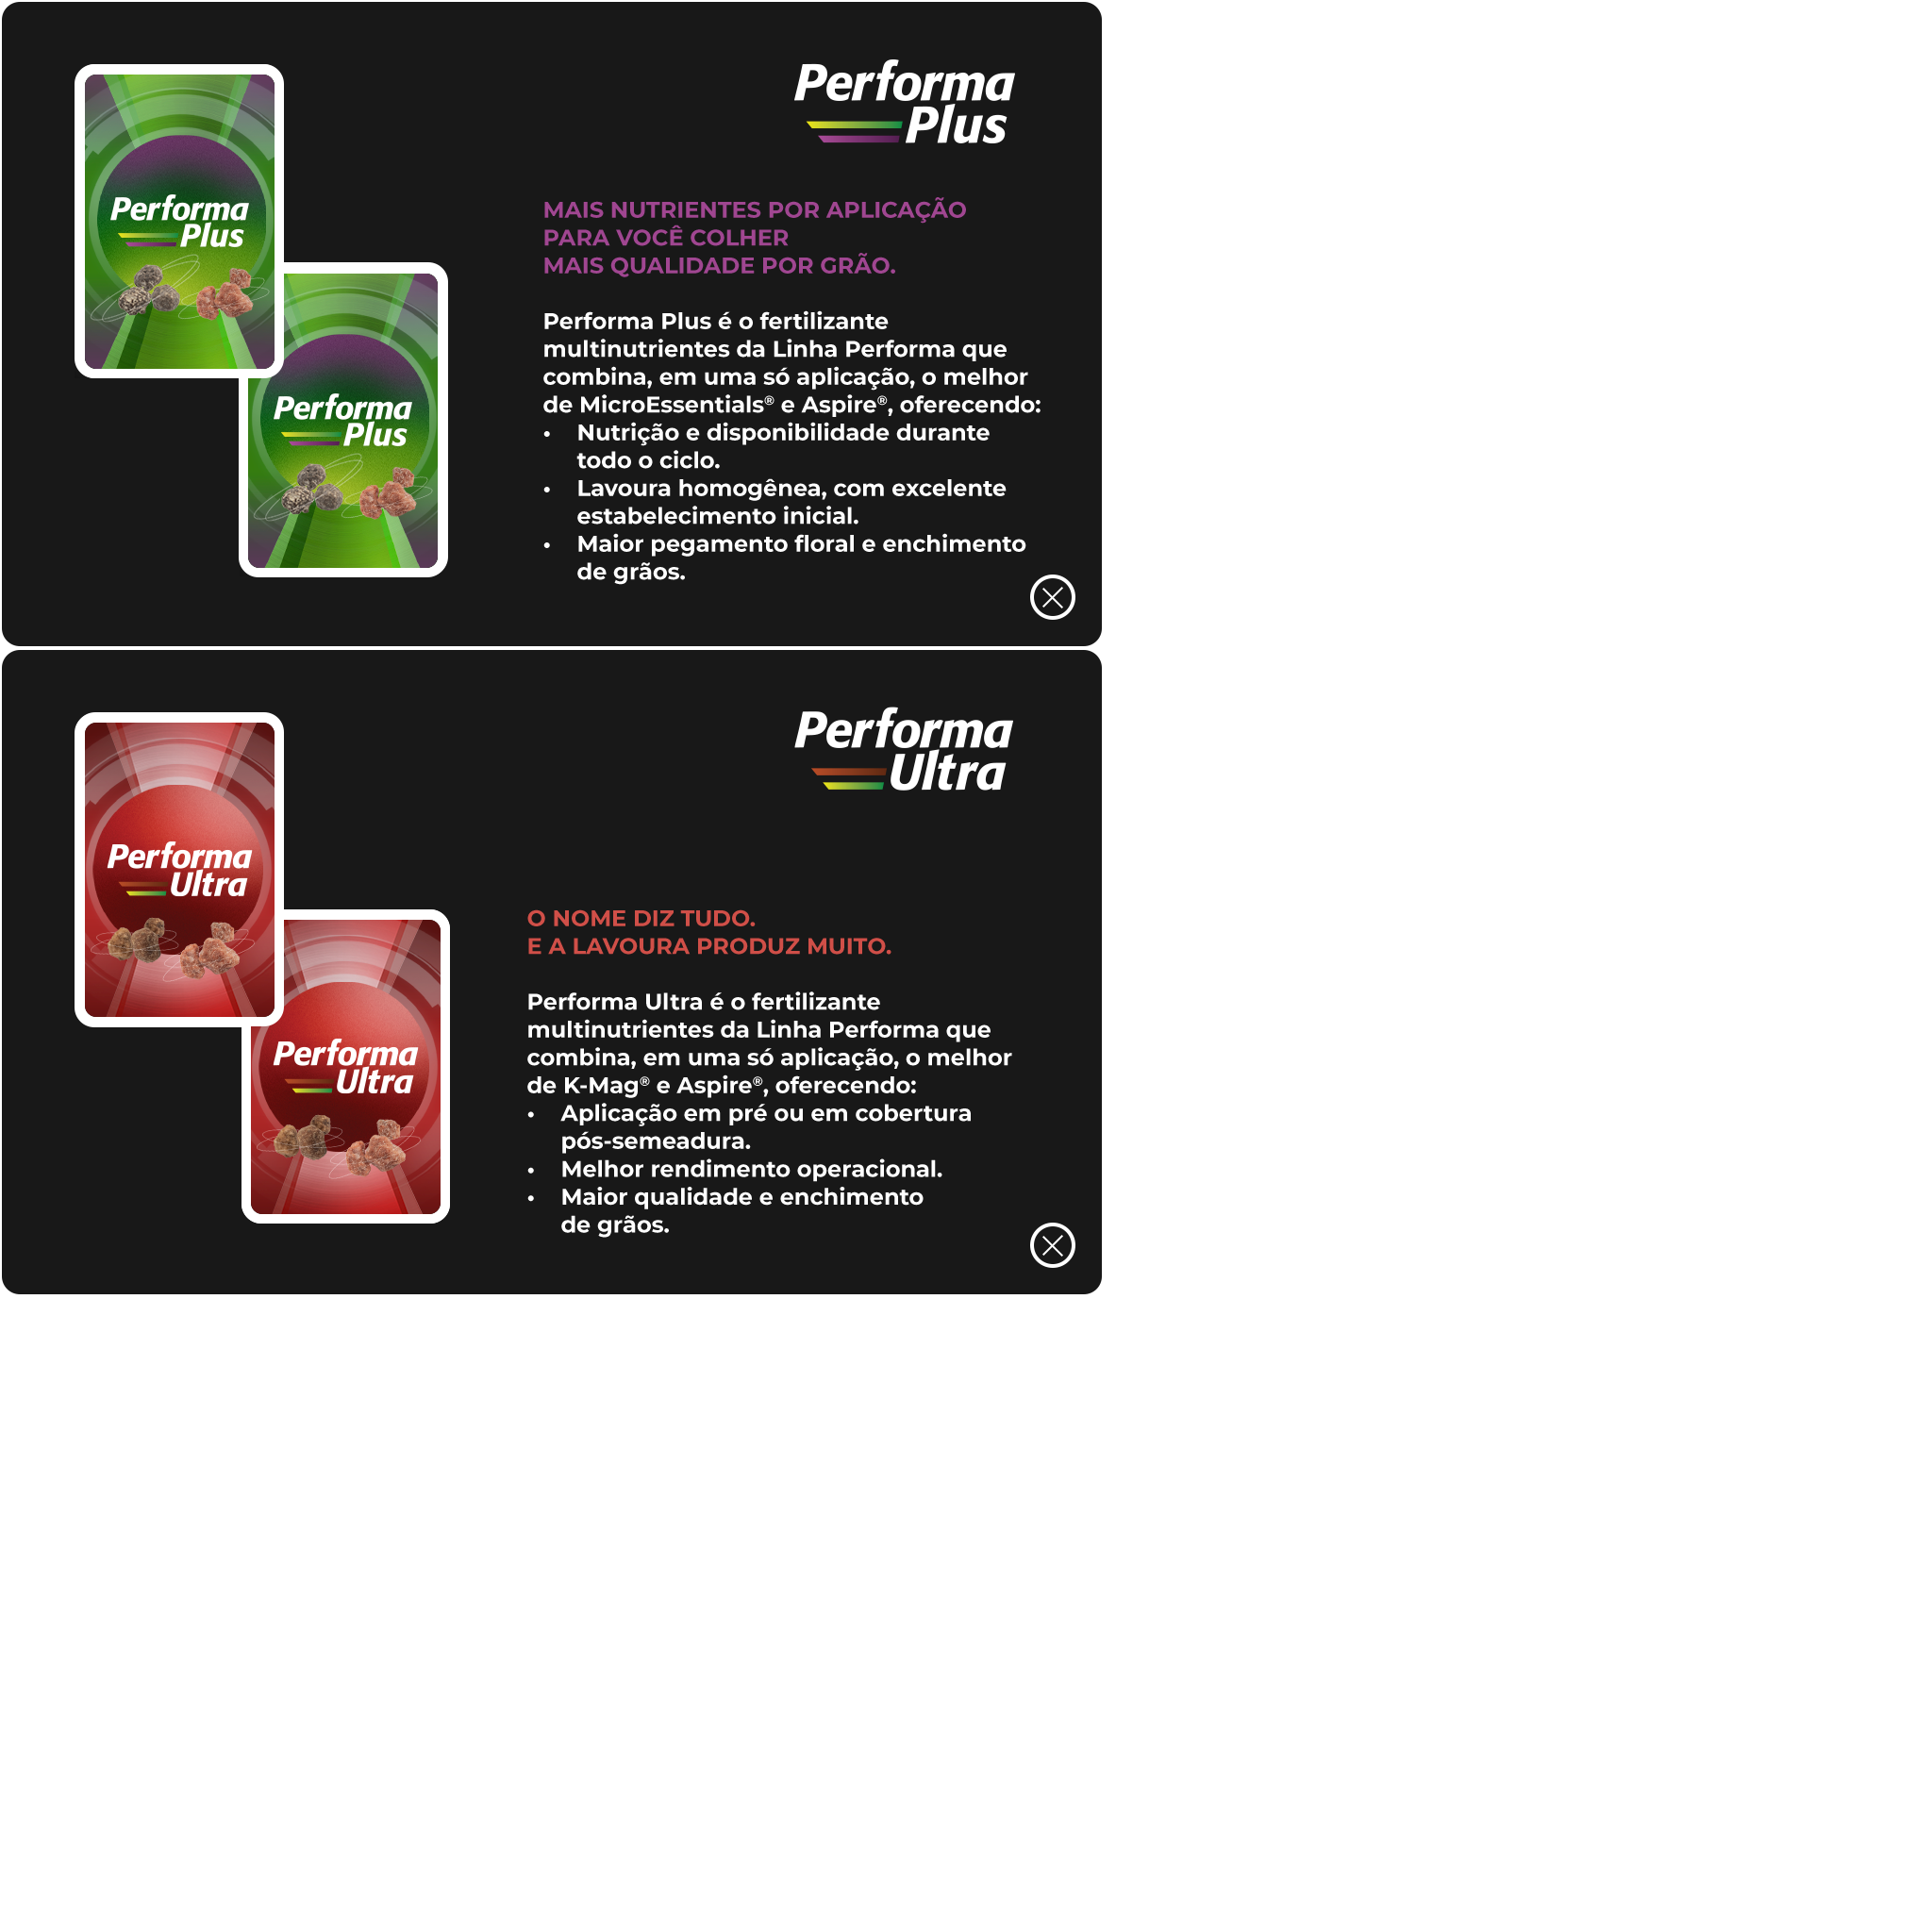 Performa
Plus
Performa
Plus
Performa
Plus
MAIS NUTRIENTES POR APLICAÇÃO
PARA VOCÊ COLHER
MAIS QUALIDADE POR GRÃO.
Performa Plus é o fertilizante
multinutrientes da Linha Performa que
combina, em uma só aplicação, o melhor
de MicroEssentials® e Aspire®, oferecendo:
• Nutrição e disponibilidade durante
todo o ciclo.
• Lavoura homogênea, com excelente
estabelecimento inicial.
• Maior pegamento floral e enchimento
de grãos.
Performa
Ultra
Performa
Ultra
Performa
Ultra
O NOME DIZ TUDO.
E A LAVOURA PRODUZ MUITO.
Performa Ultra é o fertilizante
multinutrientes da Linha Performa que
combina, em uma só aplicação, o melhor
de K-Mag® e Aspire®, oferecendo:
• Aplicação em pré ou em cobertura
pós-semeadura.
• Melhor rendimento operacional.
• Maior qualidade e enchimento
de grãos.